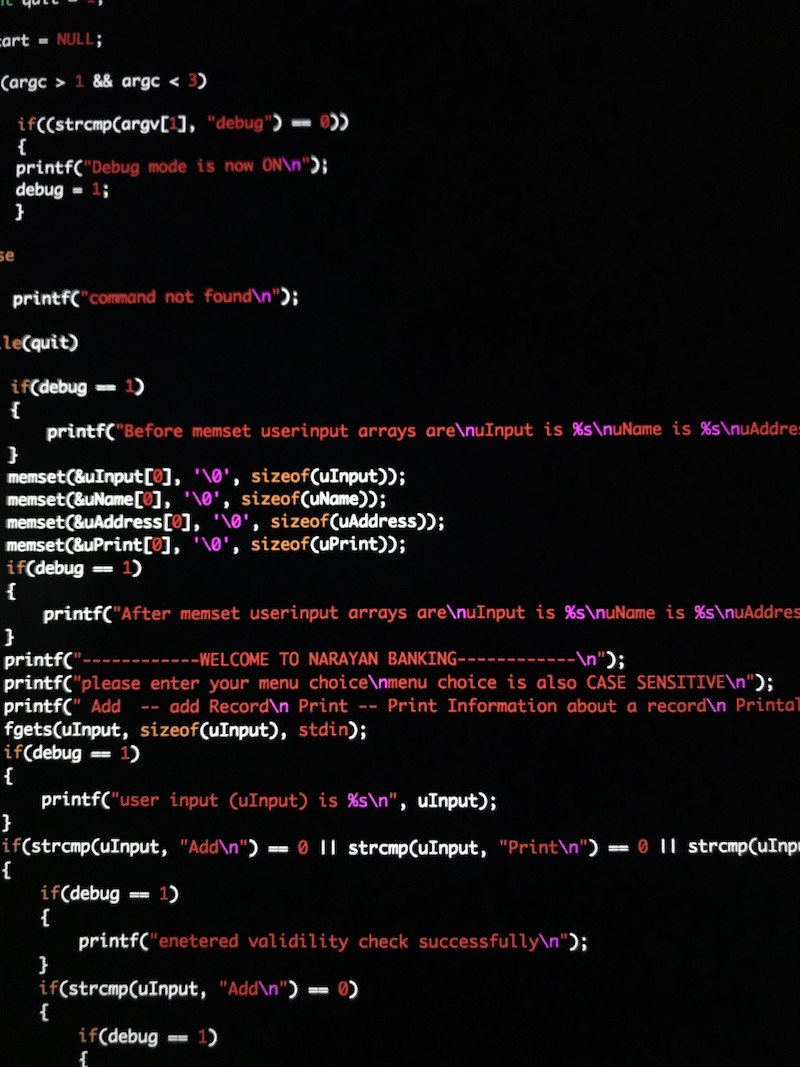 quit = 1;
art = NULL;
(argc > 1 && argc < 3)
if((strcmp(argv[1], "debug") == 0))
{
printf("Debug mode is now ON\n");
debug = 1;
}
se
printf("command not found\n");
le(quit)
if(debug == 1)
{
printf("Before memset userinput arrays are\nuInput is %s\nuName is %s\nuAddre
}
memset(&uInput[0], '\0', sizeof(uInput));
memset(&uName[0], '\0', sizeof(uName));
memset(&uAddress[0], '\0', sizeof(uAddress));
memset(&uPrint[0], '\0', sizeof(uPrint));
if(debug == 1)
{
printf("After memset userinput arrays are\nuInput is %s\nuName is %s\nuAddres
}
printf("------------WELCOME TO NARAYAN BANKING------------\n");
printf("please enter your menu choice\nmenu choice is also CASE SENSITIVE\n");
printf(" Add  -- add Record\n Print -- Print Information about a record\n Printal
fgets(uInput, sizeof(uInput), stdin);
if(debug == 1)
{
printf("user input (uInput) is %s\n", uInput);
}
if(strcmp(uInput, "Add\n") == 0 || strcmp(uInput, "Print\n") == 0 || strcmp(uInp
{
if(debug == 1)
{
printf("enetered validility check successfully\n");
}
if(strcmp(uInput, "Add\n") == 0)
{
if(debug == 1)
{